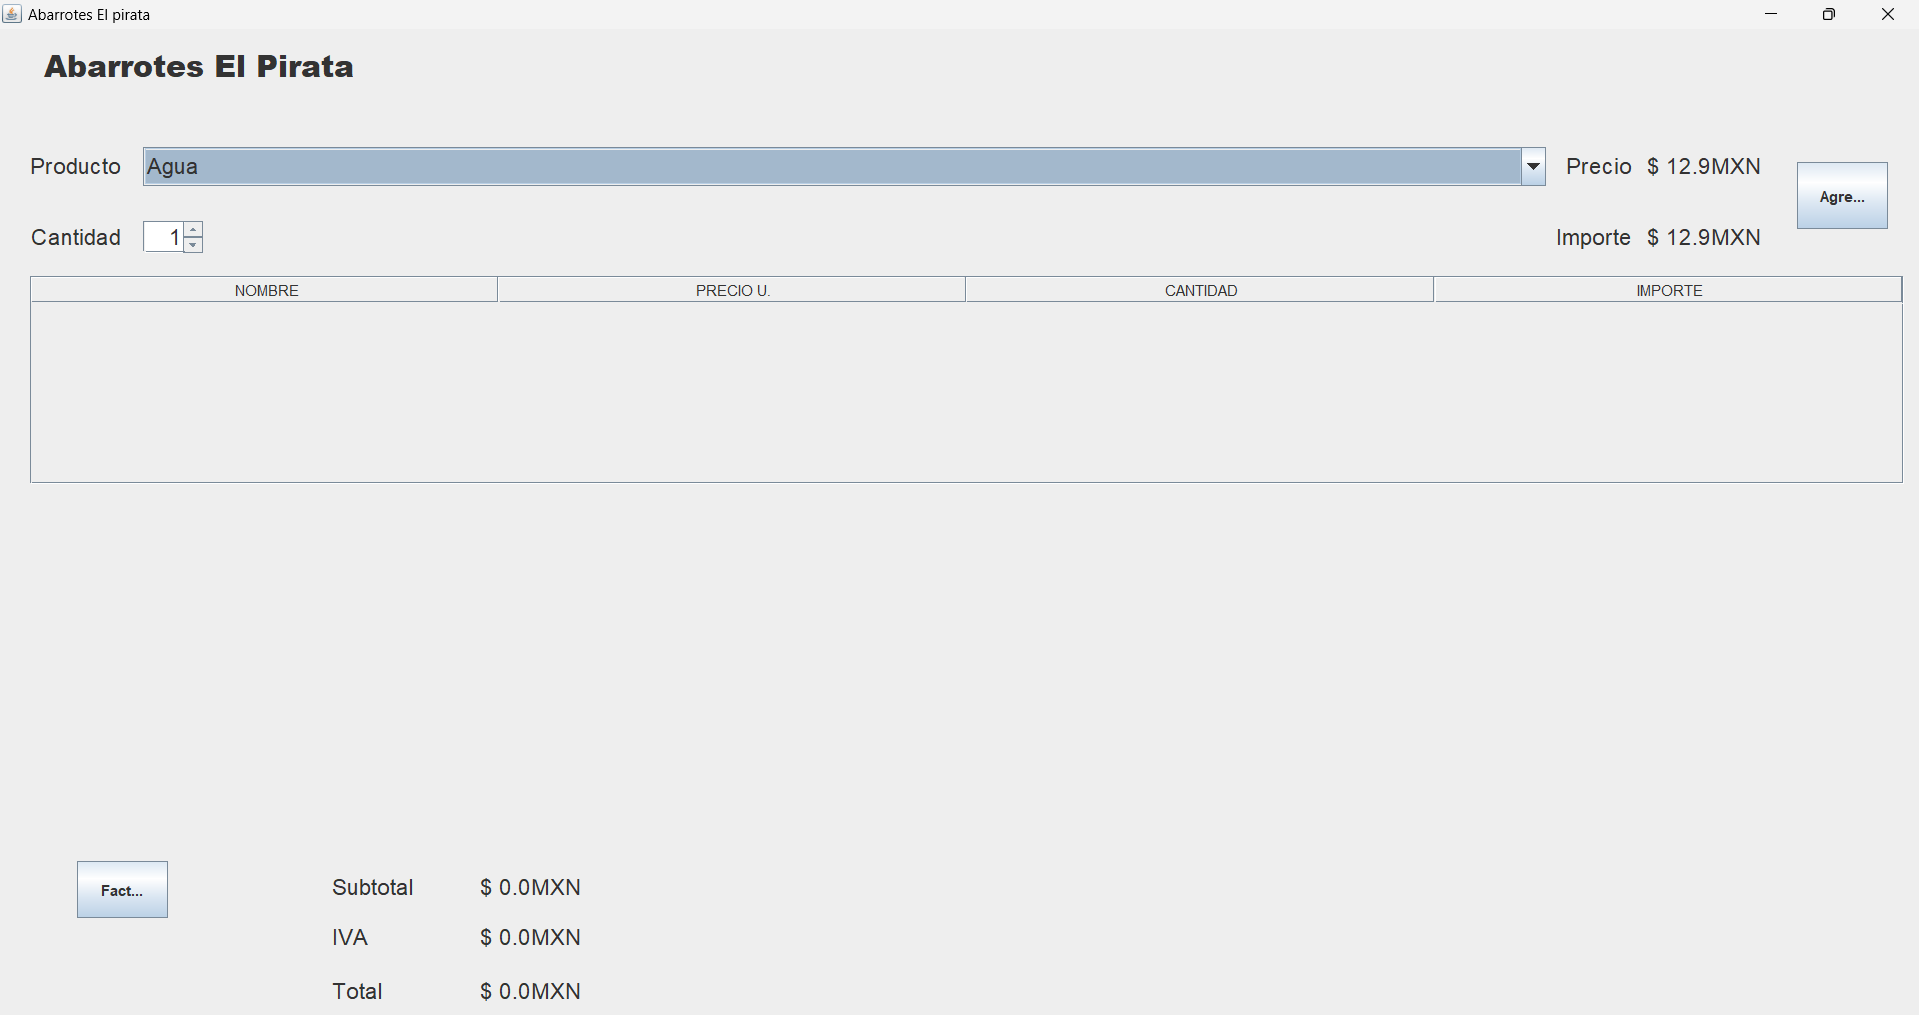 Abarrotes El pirata
Abarrotes El Pirata
Producto Agua Precio $ 12.9MXN
Agre...
Cantidad 1 Importe $ 12.9MXN
NOMBRE PRECIO U. CANTIDAD IMPORTE
Fact... Subtotal $ 0.0MXN
IVA $ 0.0MXN
Total $ 0.0MXN